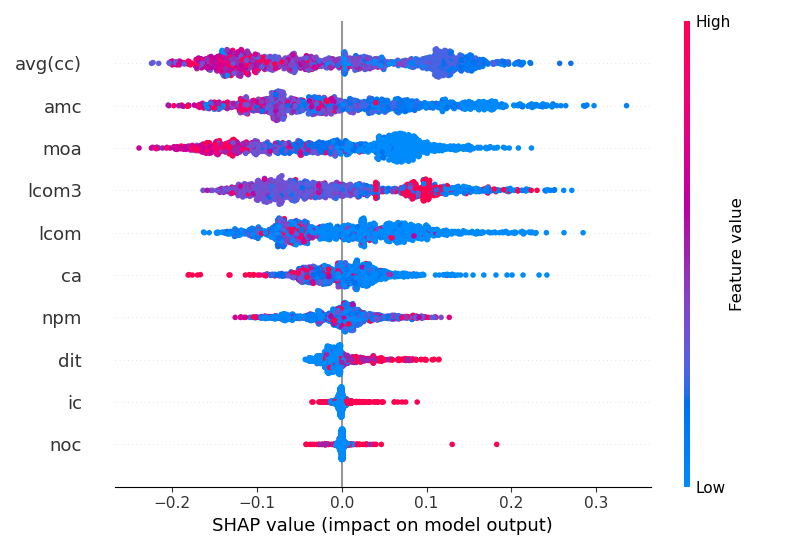 High
avg(cc)
amc
moa
lcom3
lcom
ca
npm
dit
ic
noc
Feature value
Low
−0.2 −0.1 0.0 0.1 0.2 0.3
SHAP value (impact on model output)